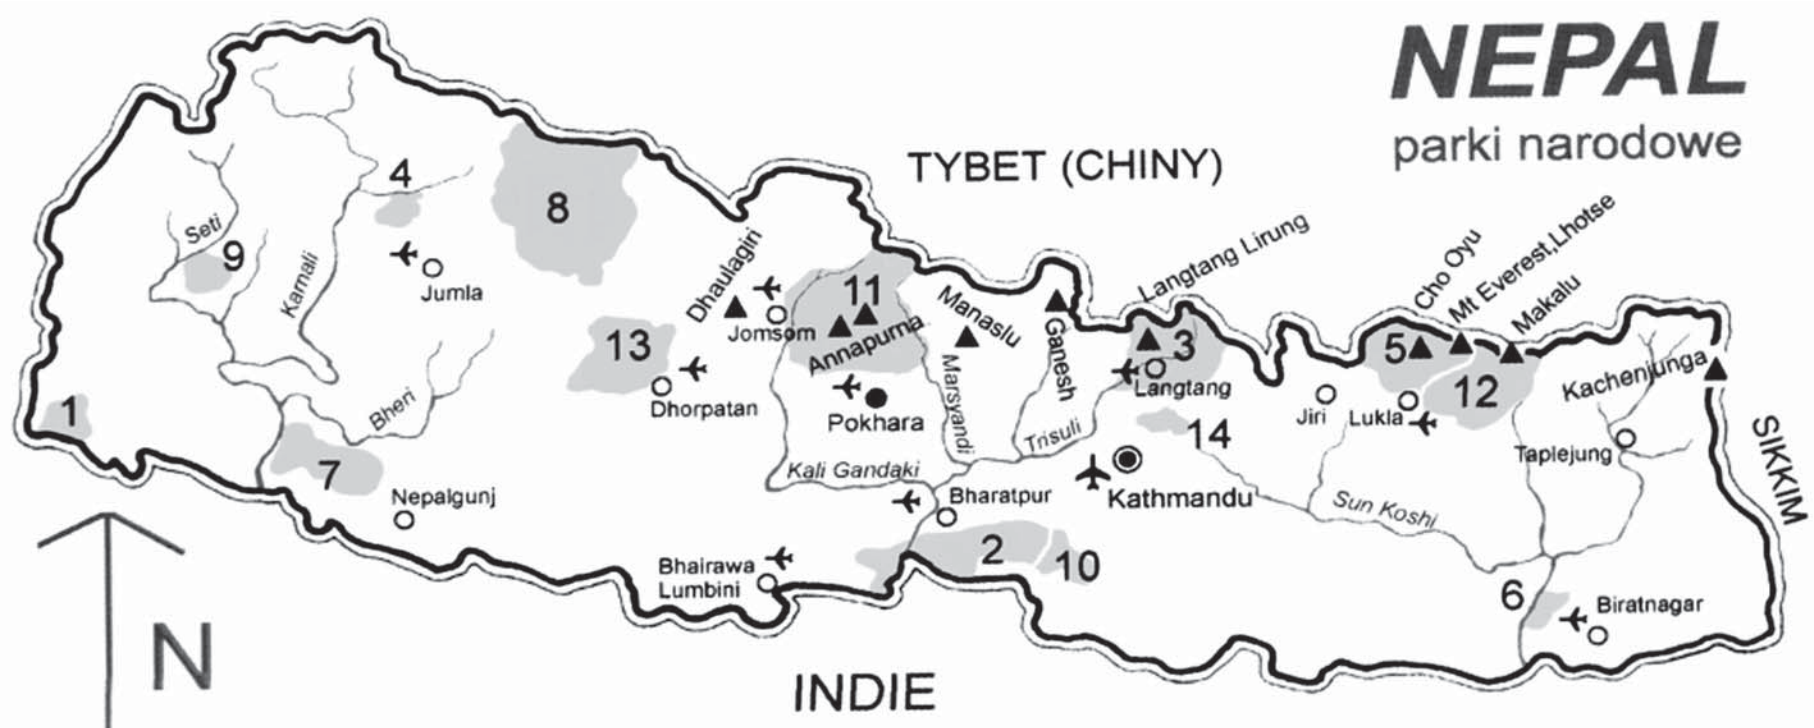 NEPAL
parki narodowe
TYBET (CHINY)
4
8
Seti
9
Karnali
Jumla
Dhaulagiri
11
Jomsom
Annapurna
Manaslu
Marsyandi
Ganesh
Langtang Lirung
3
Langtang
Cho Oyu
Mt Everest,Lhotse
Makalu
5
12
Kachenjunga
13
Dhorpatan
Pokhara
Jiri
Lukla
1
Bheri
7
Nepalgunj
Kali Gandaki
Trisuli
14
Kathmandu
Taplejung
SIKKIM
Bharatpur
Sun Koshi
2
10
Bhairawa
Lumbini
6
Biratnagar
N
INDIE